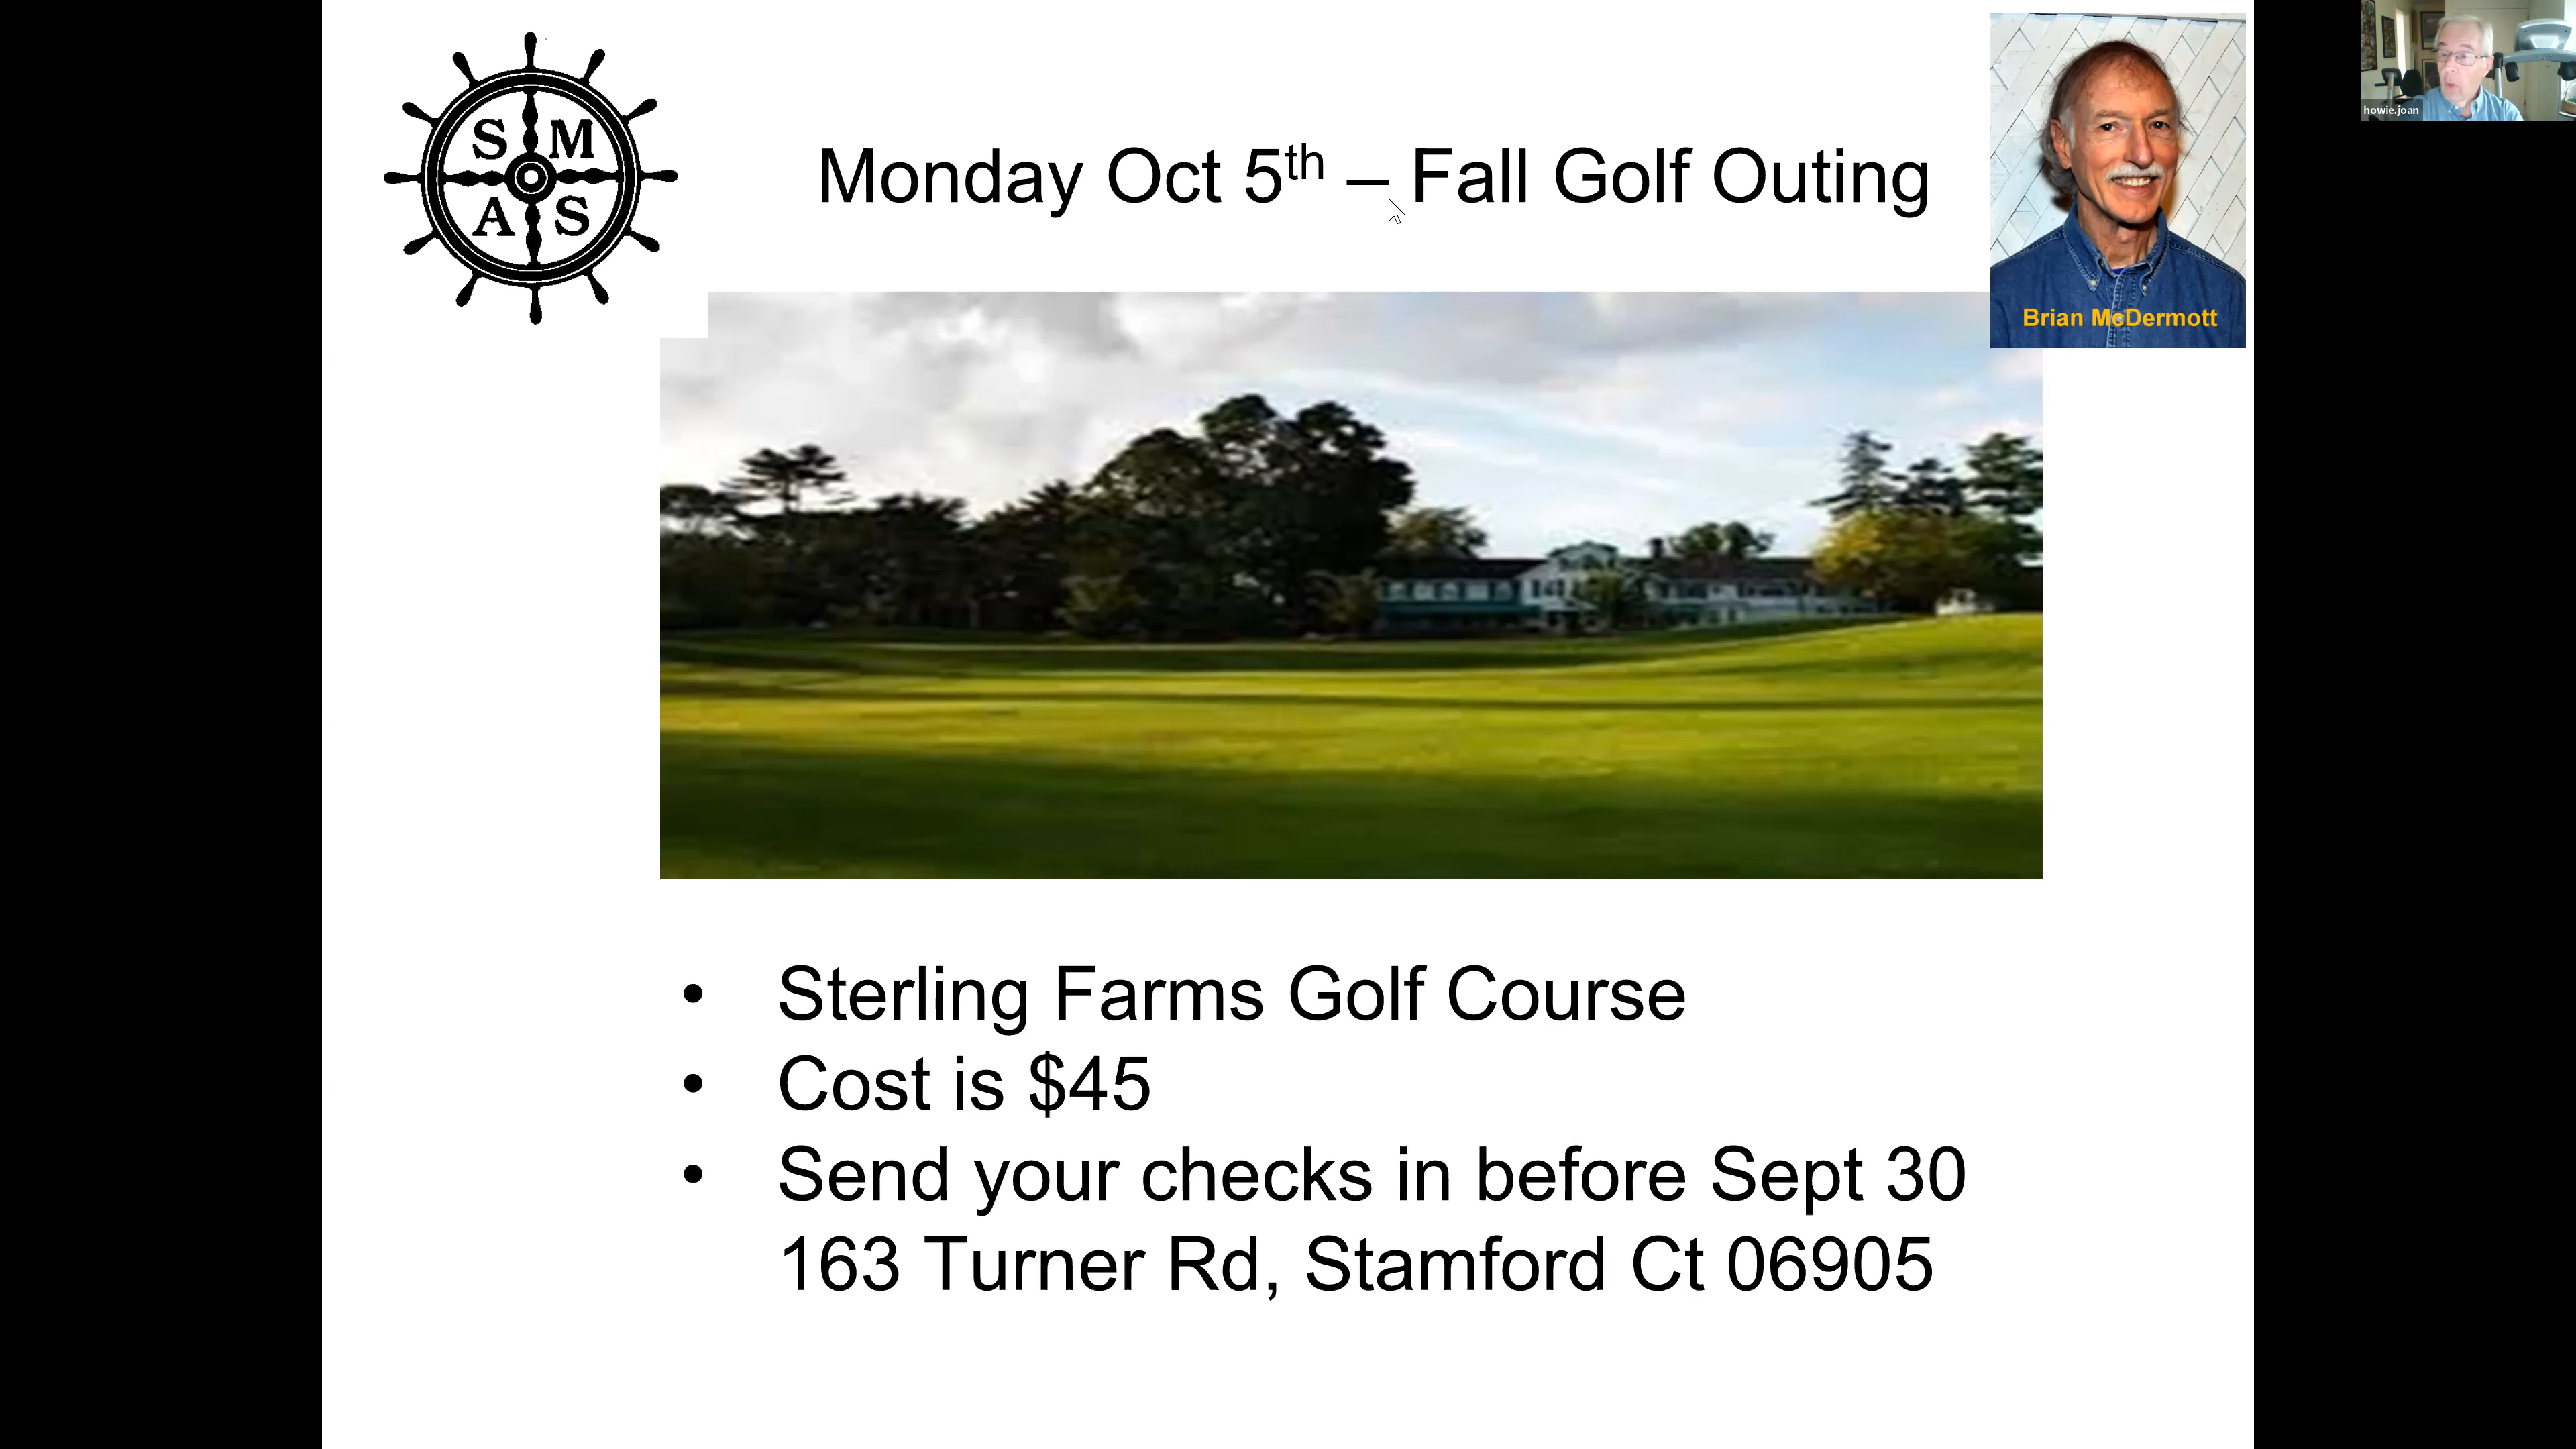 S M
A S
Monday Oct 5th – Fall Golf Outing
Brian McDermott
howie.joan
• Sterling Farms Golf Course
• Cost is $45
• Send your checks in before Sept 30
163 Turner Rd, Stamford Ct 06905